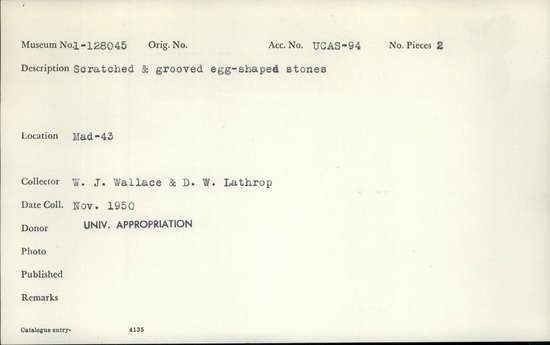 Museum No.1-128045 Orig. No. Acc. No. UCAS-94 No. Pieces 2
Description Scratched & grooved egg-shaped stones
Location Mad-43
Collector W. J. Wallace & D. W. Lathrop
Date Coll. Nov. 1950
Donor UNIV. APPROPRIATION
Photo
Published
Remarks
Catalogue entry- 4135